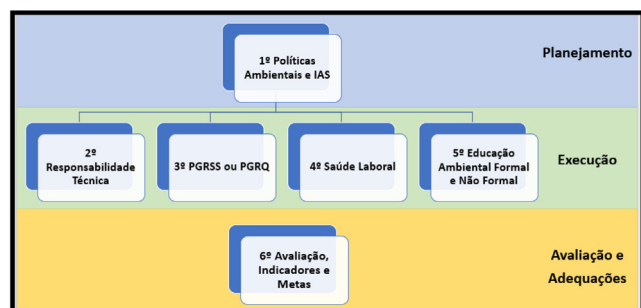 1º Políticas
Ambientais e IAS
Planejamento
2º
Responsabilidade
Técnica
3º PGRSS ou PGRQ
4º Saúde Laboral
5º Educação
Ambiental Formal
e Não Formal
Execução
6º Avaliação,
Indicadores e
Metas
Avaliação e
Adequações